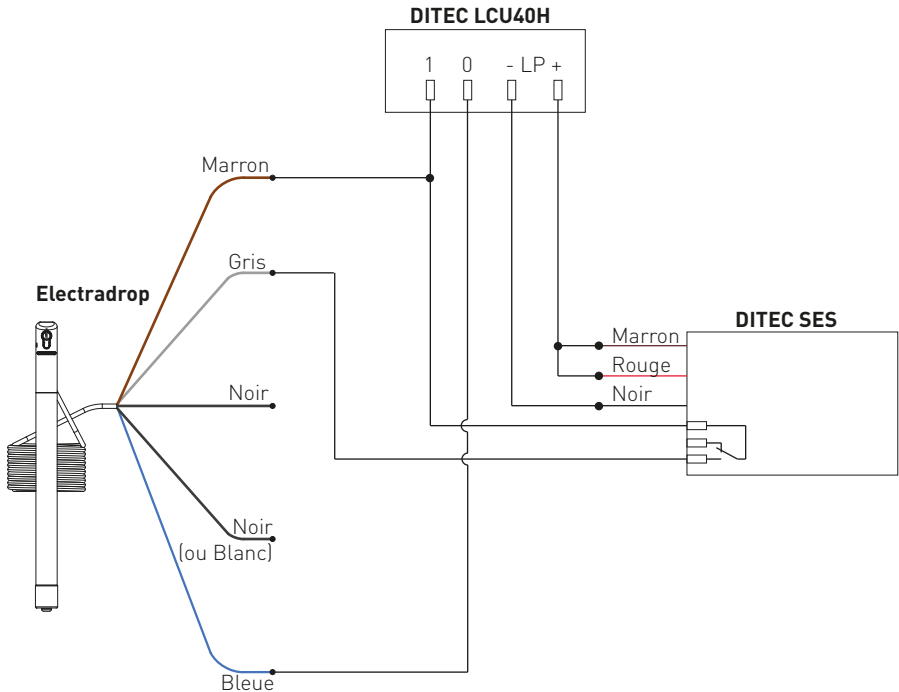 DITEC LCU40H
1 0 - LP +
Marron
Gris
Electradrop
DITEC SES
Marron
Rouge
Noir
Noir
Noir
(ou Blanc)
Bleue